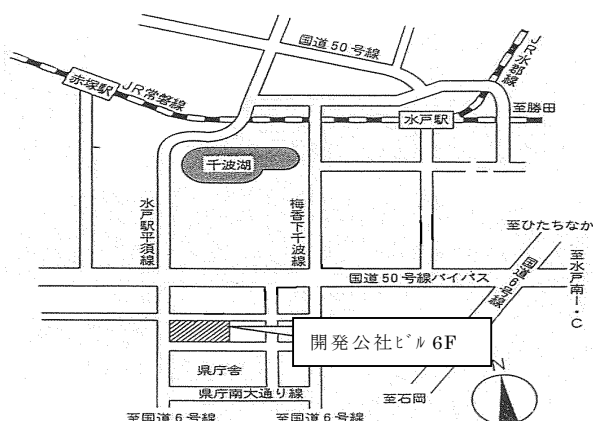 国道50号線
JR水郡線
赤塚駅
JR常磐線
至勝田
水戸駅
千波湖
水戸駅平須線
梅香下千波線
至ひたちなか
国道50号線バイパス
国道6号線
至水戸南I・C
開発公社ビル6F
県庁舎
県庁南大通り線
至石岡
N
至国道6号線
至国道6号線